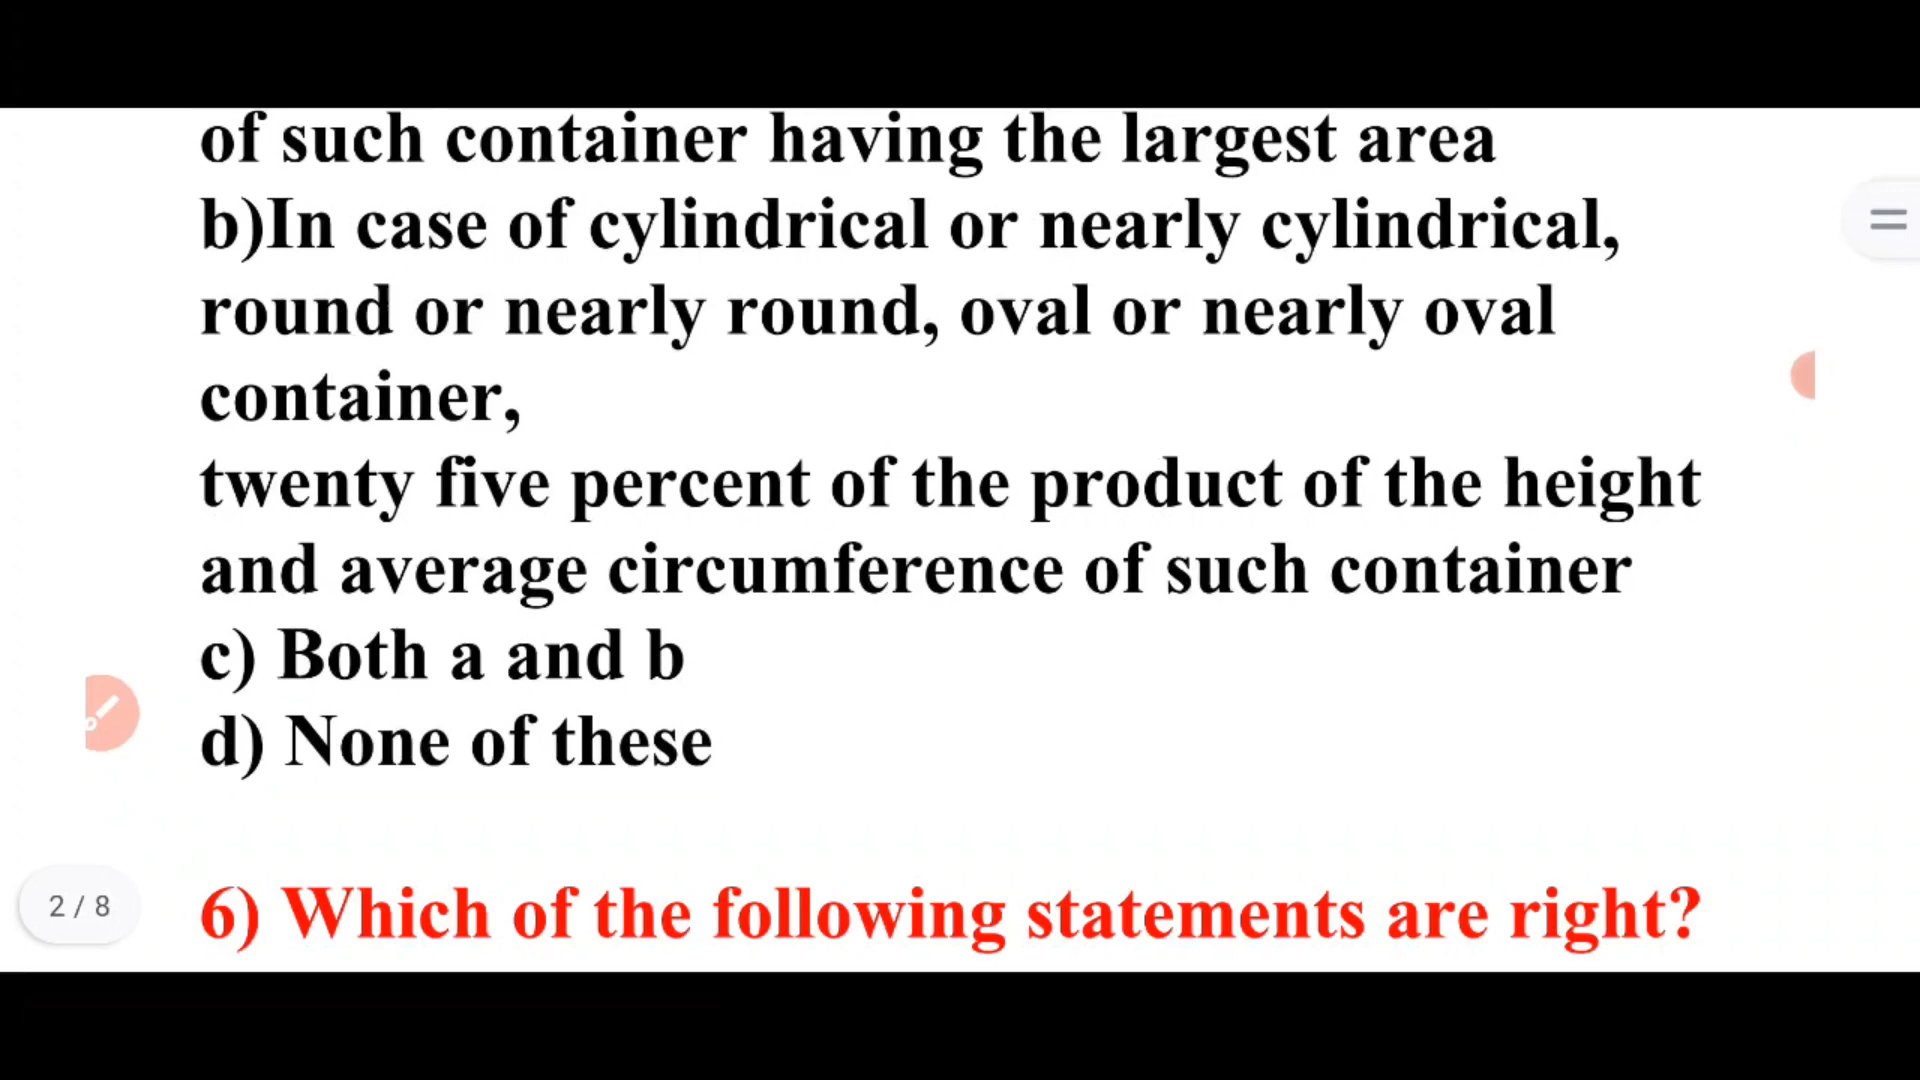 of such container having the largest area
b)In case of cylindrical or nearly cylindrical,
round or nearly round, oval or nearly oval
container,
twenty five percent of the product of the height
and average circumference of such container
c) Both a and b
d) None of these
2 / 8
6) Which of the following statements are right?